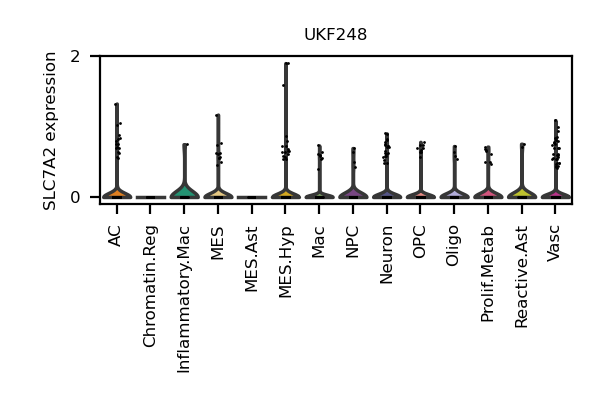 UKF248
SLC7A2 expression
2
0
AC
Chromatin.Reg
Inflammatory.Mac
MES
MES.Ast
MES.Hyp
Mac
NPC
Neuron
OPC
Oligo
Prolif.Metab
Reactive.Ast
Vasc